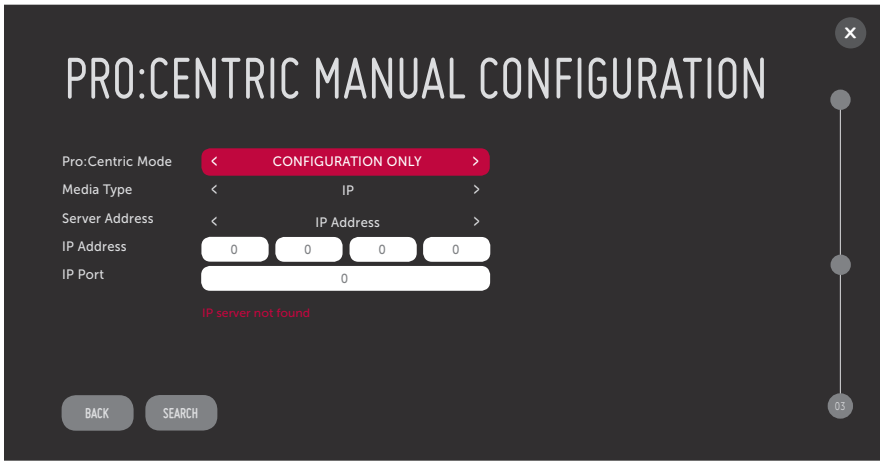 X
PRO:CENTRIC MANUAL CONFIGURATION
Pro:Centric Mode < CONFIGURATION ONLY >
Media Type < IP >
Server Address < IP Address >
IP Address 0 0 0 0
IP Port 0
IP server not found
BACK SEARCH
03